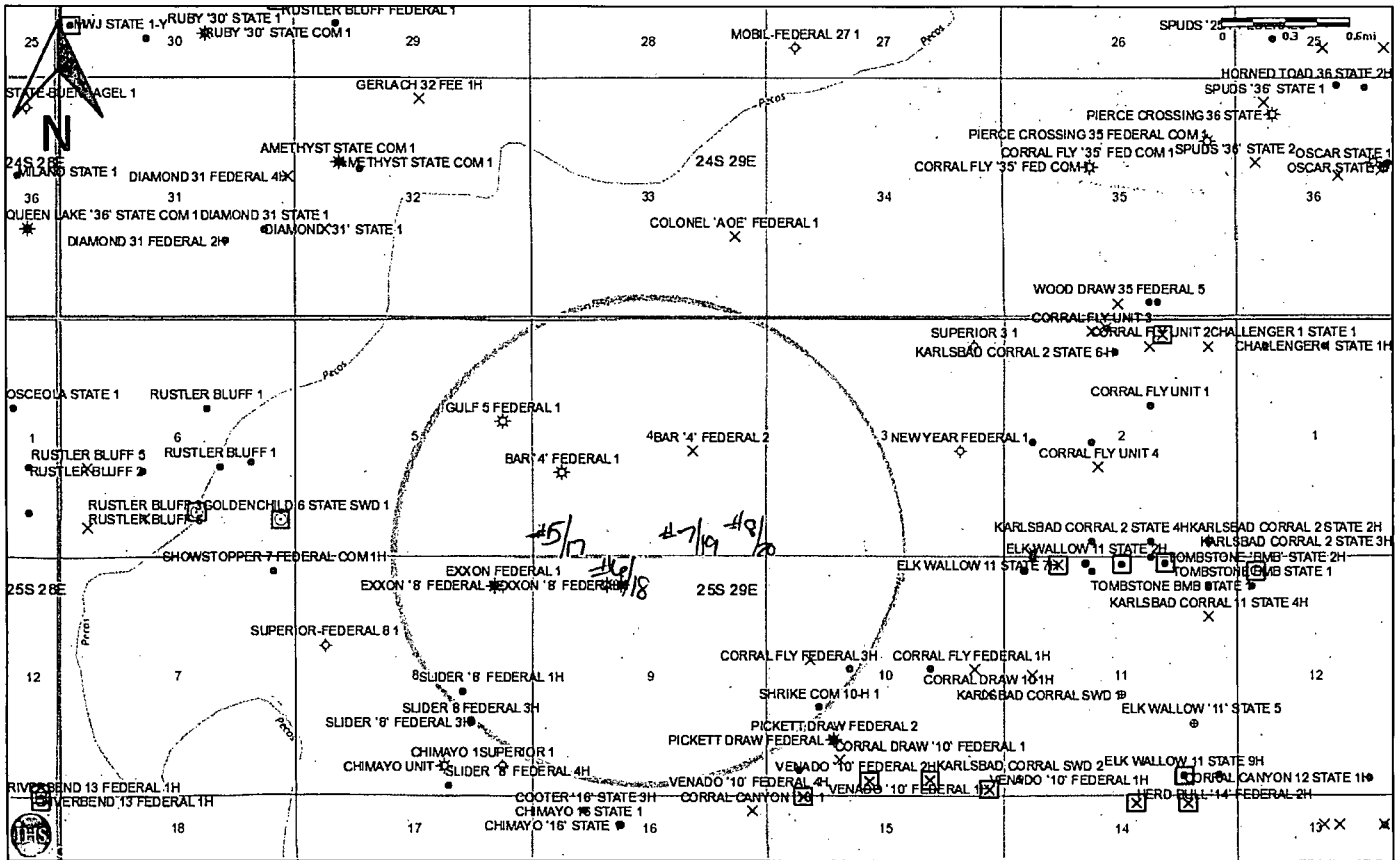 MWJ STATE 1-Y
RUBY '30' STATE 1
RUBY '30' STATE COM 1
RUSTLER BLUFF FEDERAL 1
MOBIL-FEDERAL 27 1
Pecos
SPUDS '25'
0 0.3 0.6mi
25
30
29
28
27
26
25
GERLACH 32 FEE 1H
Pecos
HORNED TOAD 36 STATE 2H
SPUDS '36' STATE 1
PIERCE CROSSING 36 STATE
N
AMETHYST STATE COM 1
AMETHYST STATE COM 1
24S 28E
MILANO STATE 1
DIAMOND 31 FEDERAL 4H
24S 29E
PIERCE CROSSING 35 FEDERAL COM 1
CORRAL FLY '35' FED COM 1
SPUDS '36' STATE 2
CORRAL FLY '35' FED COM
OSCAR STATE 1
OSCAR STATE
36
31
32
33
34
35
36
QUEEN LAKE '36' STATE COM 1
DIAMOND 31 STATE 1
DIAMOND '31' STATE 1
DIAMOND 31 FEDERAL 2H
COLONEL 'AOE' FEDERAL 1
WOOD DRAW 35 FEDERAL 5
CORRAL FLY UNIT 3
CORRAL FLY UNIT 2
CHALLENGER 1 STATE 1
SUPERIOR 3 1
KARLSBAD CORRAL 2 STATE 6H
CHALLENGER 1 STATE 1H
Pecos
OSCEOLA STATE 1
RUSTLER BLUFF 1
GULF 5 FEDERAL 1
CORRAL FLY UNIT 1
1
6
5
4
BAR '4' FEDERAL 2
3
NEW YEAR FEDERAL 1
2
1
RUSTLER BLUFF 5
RUSTLER BLUFF 1
RUSTLER BLUFF 2
BAR '4' FEDERAL 1
CORRAL FLY UNIT 4
RUSTLER BLUFF 3
GOLDENCHILD 6 STATE SWD 1
RUSTLER BLUFF 6
#5/17
#7/19
#8/20
KARLSBAD CORRAL 2 STATE 4H
KARLSBAD CORRAL 2 STATE 2H
KARLSBAD CORRAL 2 STATE 3H
SHOWSTOPPER 7 FEDERAL COM 1H
ELK WALLOW 11 STATE 2H
TOMBSTONE 'BMB' STATE 2H
EXXON FEDERAL 1
ELK WALLOW 11 STATE 7H
TOMBSTONE BMB STATE 1
25S 28E
EXXON '8' FEDERAL
EXXON '8' FEDERAL
#6/18
25S 29E
TOMBSTONE BMB STATE 1
KARLSBAD CORRAL 11 STATE 4H
Pecos
SUPERIOR-FEDERAL 8 1
CORRAL FLY FEDERAL 3H
CORRAL FLY FEDERAL 1H
12
7
8
SLIDER '8' FEDERAL 1H
9
10
CORRAL DRAW 10 1H
11
12
SHRIKE COM 10-H 1
KARLSBAD CORRAL SWD 1
SLIDER 8 FEDERAL 3H
SLIDER '8' FEDERAL 3H
ELK WALLOW '11' STATE 5
Pecos
PICKETT DRAW FEDERAL 2
PICKETT DRAW FEDERAL
CORRAL DRAW '10' FEDERAL 1
CHIMAYO 1
SUPERIOR 1
CHIMAYO UNIT
SLIDER '8' FEDERAL 4H
VENADO '10' FEDERAL 2H
KARLSBAD CORRAL SWD 2
ELK WALLOW 11 STATE 9H
RIVERBEND 13 FEDERAL 1H
VENADO '10' FEDERAL 4H
VENADO '10' FEDERAL 1H
CORRAL CANYON 12 STATE 1H
RIVERBEND 13 FEDERAL 1H
COOTER '16' STATE 3H
CORRAL CANYON
VENADO '10' FEDERAL 1
HERD BULL '14' FEDERAL 2H
CHIMAYO 16 STATE 1
CHIMAYO '16' STATE
IHS
18
17
16
15
14
13